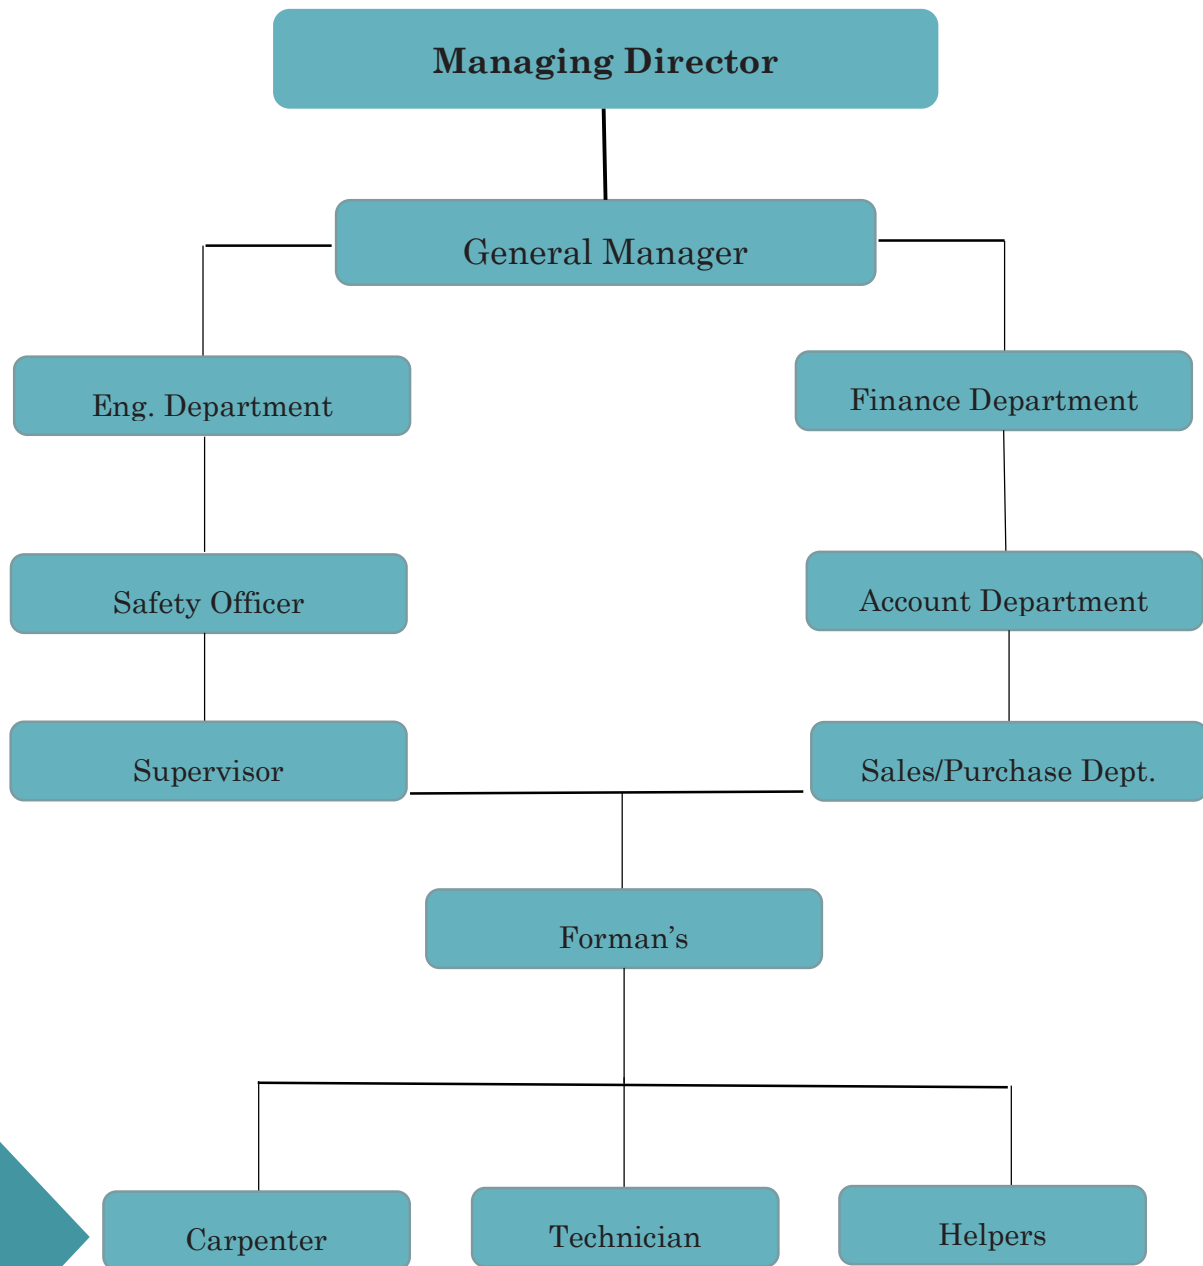 Managing Director
General Manager
Eng. Department
Finance Department
Safety Officer
Account Department
Supervisor
Sales/Purchase Dept.
Forman’s
Carpenter
Technician
Helpers